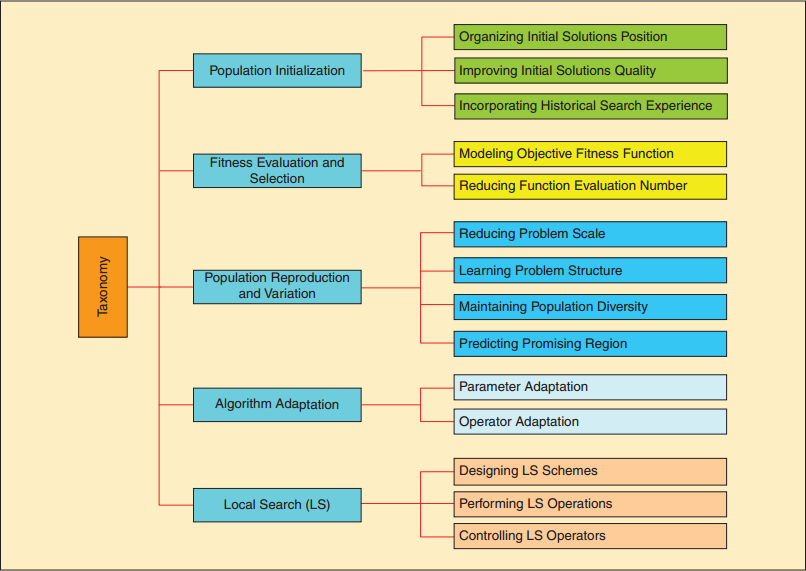 Taxonomy
Population Initialization
Organizing Initial Solutions Position
Improving Initial Solutions Quality
Incorporating Historical Search Experience
Fitness Evaluation and
Selection
Modeling Objective Fitness Function
Reducing Function Evaluation Number
Population Reproduction
and Variation
Reducing Problem Scale
Learning Problem Structure
Maintaining Population Diversity
Predicting Promising Region
Algorithm Adaptation
Parameter Adaptation
Operator Adaptation
Local Search (LS)
Designing LS Schemes
Performing LS Operations
Controlling LS Operators